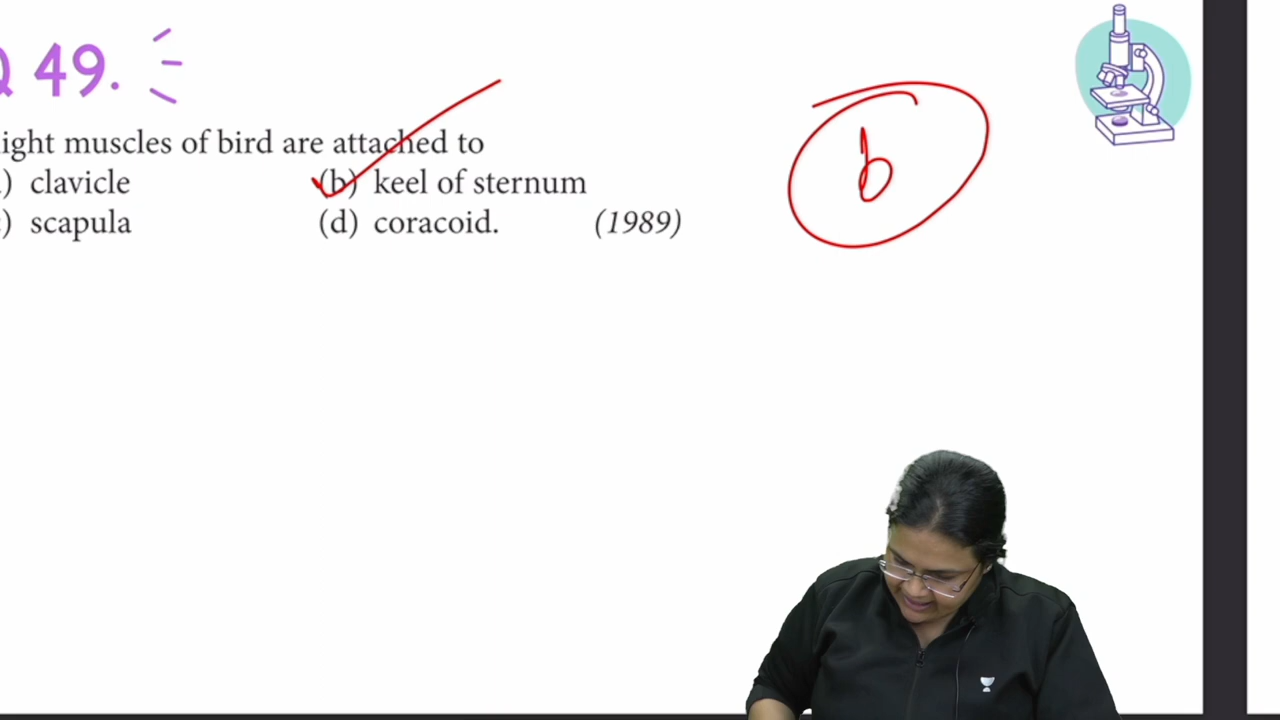 Q 49.
ight muscles of bird are attached to
) clavicle (b) keel of sternum
) scapula (d) coracoid. (1989)
b